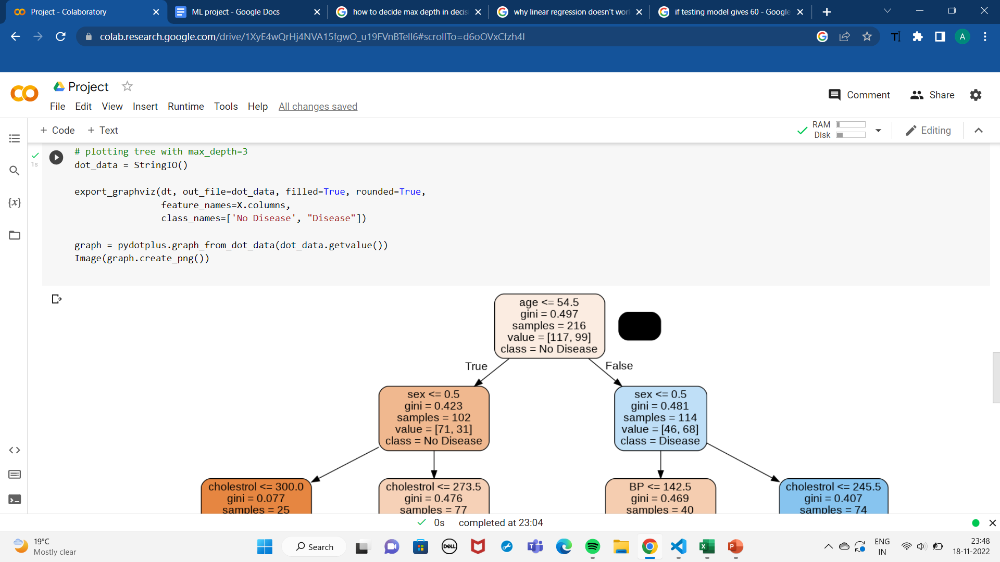 Project - Colaboratory
ML project - Google Docs
how to decide max depth in decis
why linear regression doesn't wor
if testing model gives 60 - Google
colab.research.google.com/drive/1XyE4wQrHj4NVA15fgwO_u19FVnBTell6#scrollTo=d6oOVxCfzh4I
A
Project
File Edit View Insert Runtime Tools Help All changes saved
Comment
Share
+ Code + Text
RAM
Disk
Editing
1s
# plotting tree with max_depth=3
dot_data = StringIO()
export_graphviz(dt, out_file=dot_data, filled=True, rounded=True,
feature_names=X.columns,
class_names=['No Disease', "Disease"])
graph = pydotplus.graph_from_dot_data(dot_data.getvalue())
Image(graph.create_png())
age <= 54.5
gini = 0.497
samples = 216
value = [117, 99]
class = No Disease
True
False
sex <= 0.5
gini = 0.423
samples = 102
value = [71, 31]
class = No Disease
sex <= 0.5
gini = 0.481
samples = 114
value = [46, 68]
class = Disease
cholestrol <= 300.0
gini = 0.077
samples = 25
cholestrol <= 273.5
gini = 0.476
samples = 77
BP <= 142.5
gini = 0.469
samples = 40
cholestrol <= 245.5
gini = 0.407
samples = 74
0s completed at 23:04
19°C
Mostly clear
Search
DELL
ENG
IN
23:48
18-11-2022